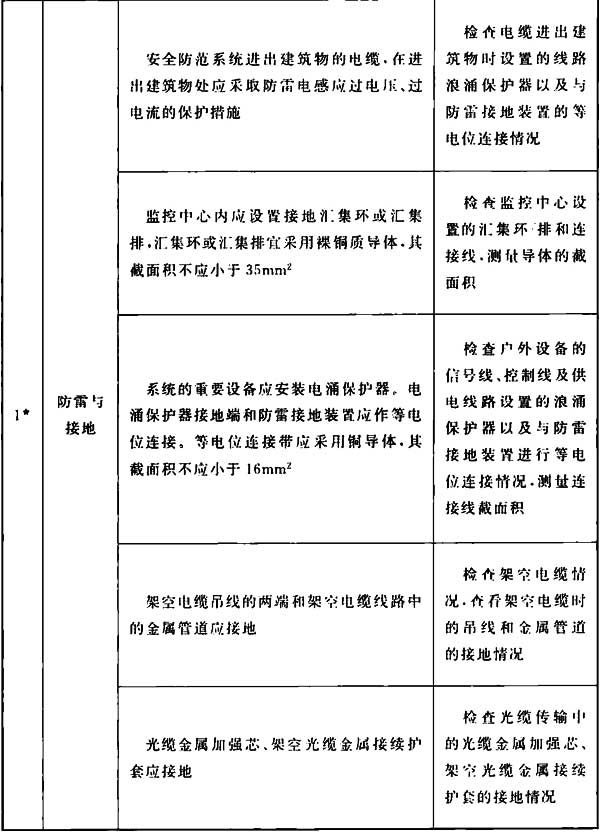 1*
防雷与
接地
安全防范系统进出建筑物的电缆,在进
出建筑物处应采取防雷电感应过电压、过
电流的保护措施
检查电缆进出建
筑物时设置的线路
浪涌保护器以及与
防雷接地装置的等
电位连接情况
监控中心内应设置接地汇集环或汇集
排,汇集环或汇集排宜采用裸铜质导体,其
截面积不应小于35mm²
检查监控中心设
置的汇集环/排和连
接线,测量导体的截
面积
系统的重要设备应安装电涌保护器。电
涌保护器接地端和防雷接地装置应作等电
位连接。等电位连接带应采用铜导体,其
截面积不应小于16mm²
检查户外设备的
信号线、控制线及供
电线路设置的浪涌
保护器以及与防雷
接地装置进行等电
位连接情况,测量连
接线截面积
架空电缆吊线的两端和架空电缆线路中
的金属管道应接地
检查架空电缆情
况,查看架空电缆时
的吊线和金属管道
的接地情况
光缆金属加强芯、架空光缆金属接续护
套应接地
检查光缆传输中
的光缆金属加强芯、
架空光缆金属接续
护套的接地情况